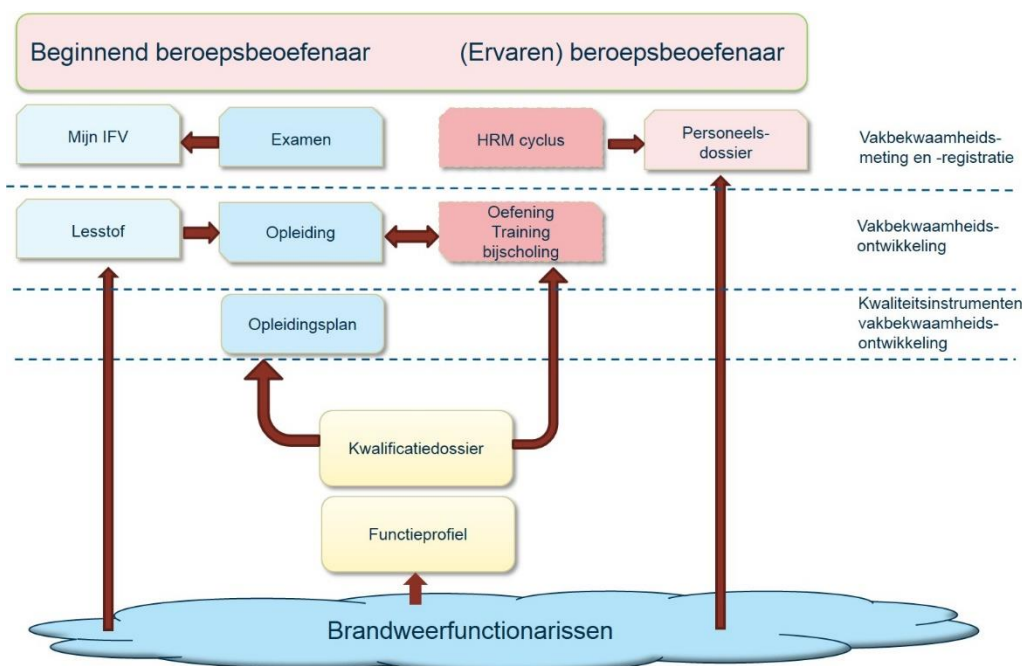 Beginnend beroepsbeoefenaar
(Ervaren) beroepsbeoefenaar
Mijn IFV
Examen
HRM cyclus
Personeels-
dossier
Vakbekwaamheids-
meting en -registratie
Lesstof
Opleiding
Oefening
Training
bijscholing
Vakbekwaamheids-
ontwikkeling
Opleidingsplan
Kwaliteitsinstrumenten
vakbekwaamheids-
ontwikkeling
Kwalificatiedossier
Functieprofiel
Brandweerfunctionarissen